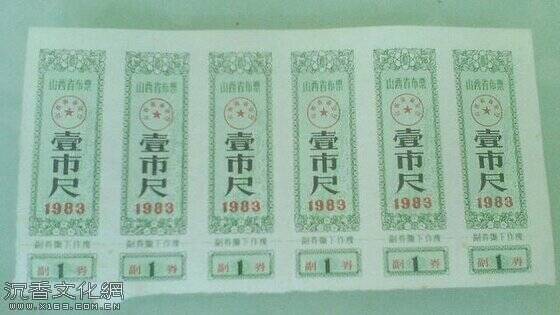 山西省布票 山西省布票 山西省布票 山西省布票 山西省布票 山西省布票
壹市尺 壹市尺 壹市尺 壹市尺 壹市尺 壹市尺
1983 1983 1983 1983 1983 1983
副券撕下作废 副券撕下作废 副券撕下作废 副券撕下作废 副券撕下作废 副券撕下作废
副1券 副1券 副1券 副1券 副1券 副1券
沉香文化網
WWW.X163.COM.CN